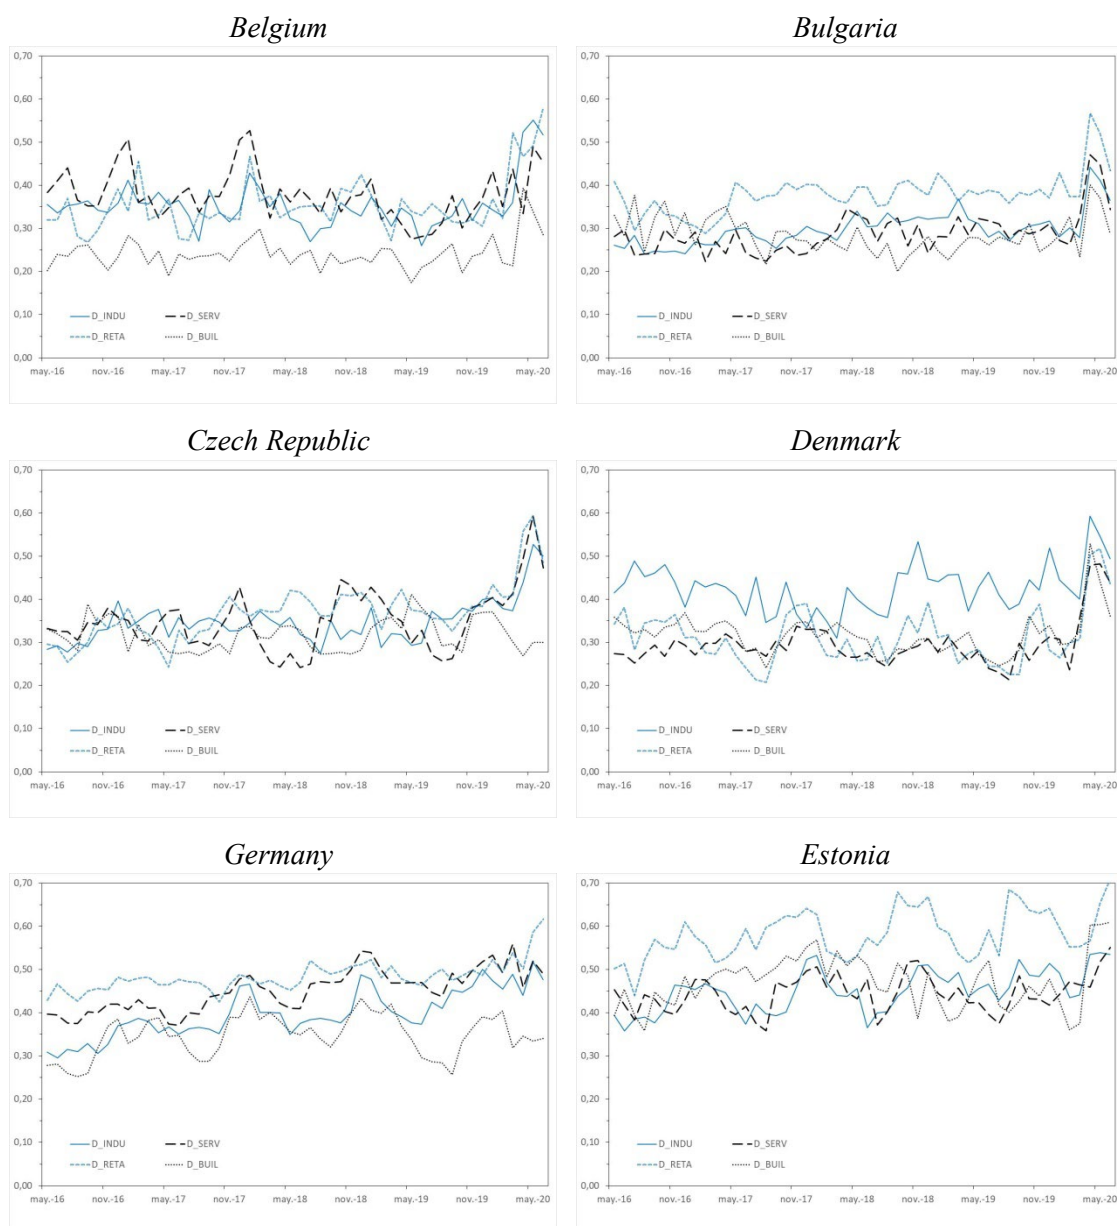 Belgium
0,70
0,60
0,50
0,40
0,30
0,20
0,10
0,00
D_INDU D_SERV
D_RETA D_BUIL
may.-16 nov.-16 may.-17 nov.-17 may.-18 nov.-18 may.-19 nov.-19 may.-20
Bulgaria
0,70
0,60
0,50
0,40
0,30
0,20
0,10
0,00
D_INDU D_SERV
D_RETA D_BUIL
may.-16 nov.-16 may.-17 nov.-17 may.-18 nov.-18 may.-19 nov.-19 may.-20
Czech Republic
0,70
0,60
0,50
0,40
0,30
0,20
0,10
0,00
D_INDU D_SERV
D_RETA D_BUIL
may.-16 nov.-16 may.-17 nov.-17 may.-18 nov.-18 may.-19 nov.-19 may.-20
Denmark
0,70
0,60
0,50
0,40
0,30
0,20
0,10
0,00
D_INDU D_SERV
D_RETA D_BUIL
may.-16 nov.-16 may.-17 nov.-17 may.-18 nov.-18 may.-19 nov.-19 may.-20
Germany
0,70
0,60
0,50
0,40
0,30
0,20
0,10
0,00
D_INDU D_SERV
D_RETA D_BUIL
may.-16 nov.-16 may.-17 nov.-17 may.-18 nov.-18 may.-19 nov.-19 may.-20
Estonia
0,70
0,60
0,50
0,40
0,30
0,20
0,10
0,00
D_INDU D_SERV
D_RETA D_BUIL
may.-16 nov.-16 may.-17 nov.-17 may.-18 nov.-18 may.-19 nov.-19 may.-20